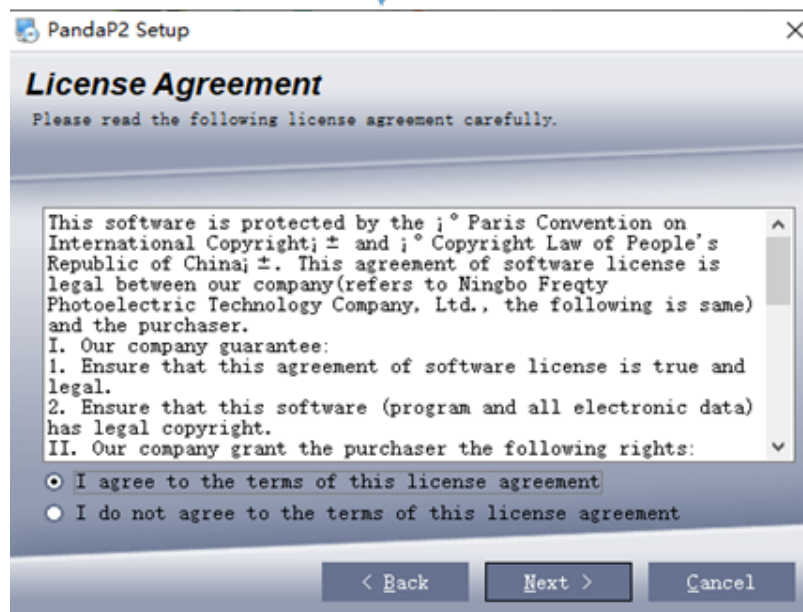 PandaP2 Setup
License Agreement
Please read the following license agreement carefully.
This software is protected by the ¡°Paris Convention on
International Copyright¡± and ¡°Copyright Law of People's
Republic of China¡±. This agreement of software license is
legal between our company(refers to Ningbo Freqty
Photoelectric Technology Company, Ltd., the following is same)
and the purchaser.
I. Our company guarantee:
1. Ensure that this agreement of software license is true and
legal.
2. Ensure that this software (program and all electronic data)
has legal copyright.
II. Our company grant the purchaser the following rights:
I agree to the terms of this license agreement
I do not agree to the terms of this license agreement
< Back
Next >
Cancel